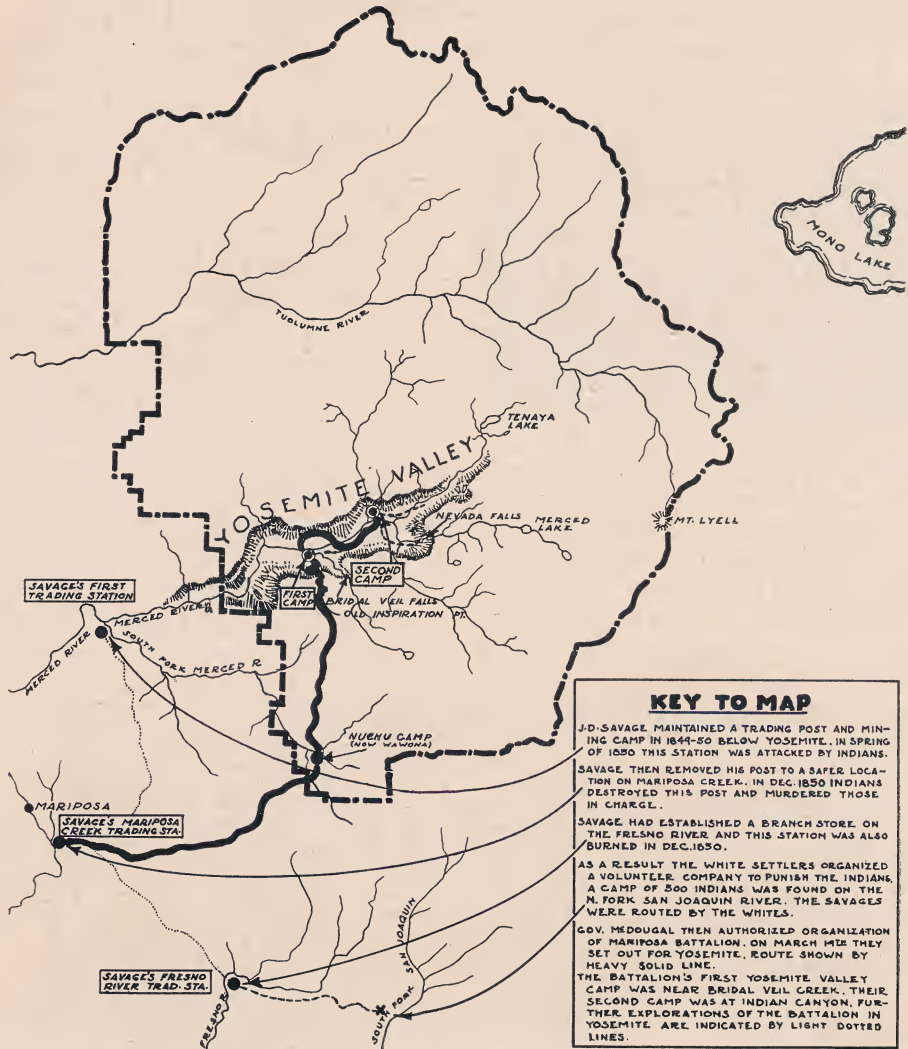 MONO LAKE
TUOLUMNE RIVER
TENAYA
LAKE
YOSEMITE VALLEY
NEVADA FALLS
MERCED
LAKE
MT. LYELL
SECOND
CAMP
FIRST
CAMP
BRIDAL VEIL FALLS
OLD INSPIRATION PT.
SAVAGE'S FIRST
TRADING STATION
MERCED RIVER
MERCED RIVER
SOUTH FORK MERCED R.
NUCHU CAMP
(NOW WAWONA)
MARIPOSA
SAVAGE'S MARIPOSA
CREEK TRADING STA.
SAVAGE'S FRESNO
RIVER TRAD. STA.
FRESNO R
SOUTH FORK SAN JOAQUIN
KEY TO MAP
J.D. SAVAGE MAINTAINED A TRADING POST AND MIN-
ING CAMP IN 1849-50 BELOW YOSEMITE. IN SPRING
OF 1850 THIS STATION WAS ATTACKED BY INDIANS.
SAVAGE THEN REMOVED HIS POST TO A SAFER LOCA-
TION ON MARIPOSA CREEK. IN DEC. 1850 INDIANS
DESTROYED THIS POST AND MURDERED THOSE
IN CHARGE.
SAVAGE HAD ESTABLISHED A BRANCH STORE ON
THE FRESNO RIVER AND THIS STATION WAS ALSO
BURNED IN DEC. 1850.
AS A RESULT THE WHITE SETTLERS ORGANIZED
A VOLUNTEER COMPANY TO PUNISH THE INDIANS.
A CAMP OF 500 INDIANS WAS FOUND ON THE
N. FORK SAN JOAQUIN RIVER. THE SAVAGES
WERE ROUTED BY THE WHITES.
GOV. McDOUGAL THEN AUTHORIZED ORGANIZATION
OF MARIPOSA BATTALION. ON MARCH 19TH THEY
SET OUT FOR YOSEMITE, ROUTE SHOWN BY
HEAVY SOLID LINE.
THE BATTALION'S FIRST YOSEMITE VALLEY
CAMP WAS NEAR BRIDAL VEIL CREEK. THEIR
SECOND CAMP WAS AT INDIAN CANYON. FUR-
THER EXPLORATIONS OF THE BATTALION IN
YOSEMITE ARE INDICATED BY LIGHT DOTTED
LINES.